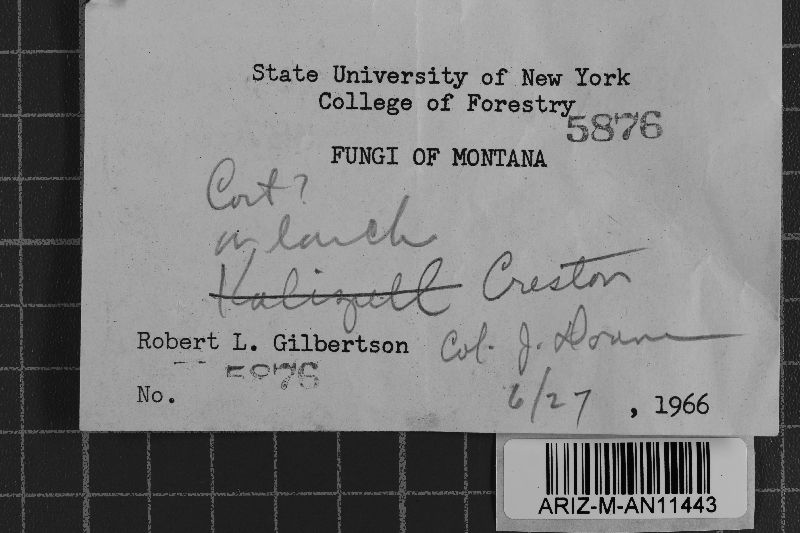 State University of New York
College of Forestry
5876
FUNGI OF MONTANA
Cort?
on larch
Kalispell Creston
Robert L. Gilbertson Col. J.
5876
No.
6/27, 1966
ARIZ-M-AN11443